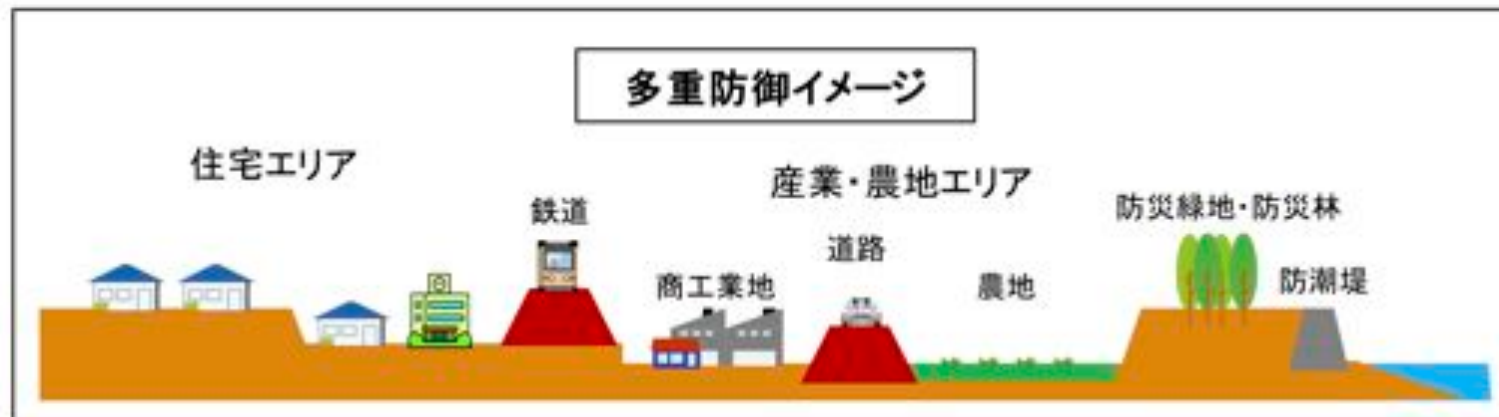 多重防御イメージ
住宅エリア
産業・農地エリア
鉄道
防災緑地・防災林
道路
商工業地
農地
防潮堤